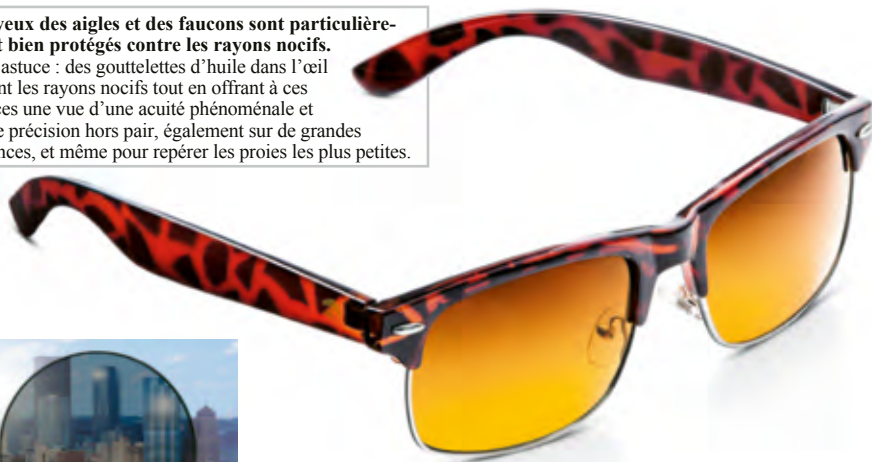 yeux des aigles et des faucons sont particulière-
t bien protégés contre les rayons nocifs.
astuce : des gouttelettes d’huile dans l’œil
nt les rayons nocifs tout en offrant à ces
ces une vue d’une acuité phénoménale et
e précision hors pair, également sur de grandes
nces, et même pour repérer les proies les plus petites.